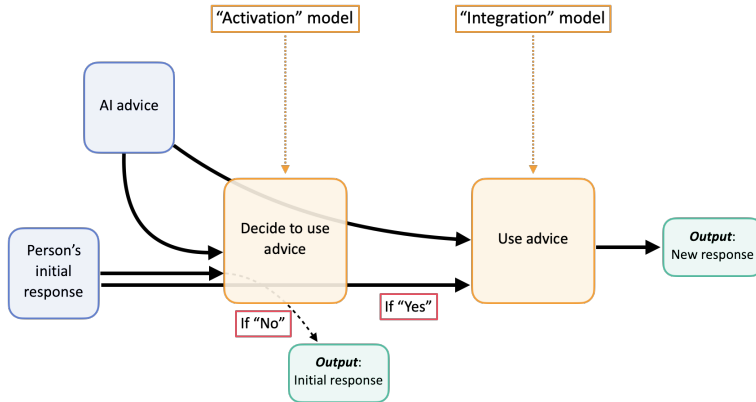 “Activation” model
“Integration” model
AI advice
Decide to use
advice
Use advice
Person’s
initial
response
Output:
New response
If “Yes”
If “No”
Output:
Initial response